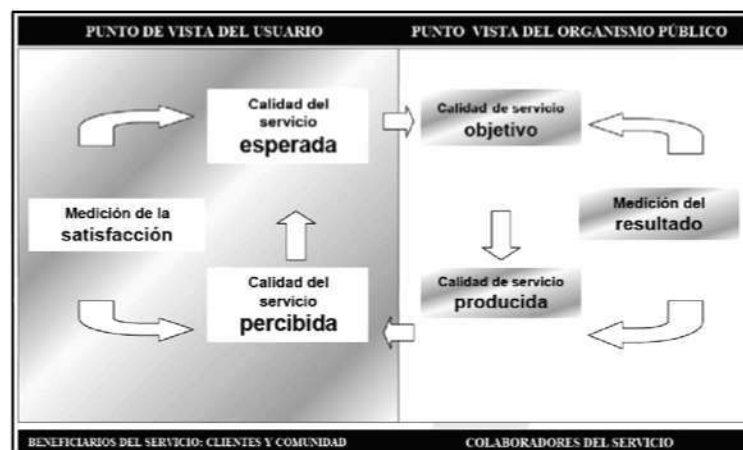 PUNTO DE VISTA DEL USUARIO
PUNTO VISTA DEL ORGANISMO PÚBLICO
Calidad del
servicio
esperada
Calidad de servicio
objetivo
Medición de la
satisfacción
Medición del
resultado
Calidad del
servicio
percibida
Calidad de servicio
producida
BENEFICIARIOS DEL SERVICIO: CLIENTES Y COMUNIDAD
COLABORADORES DEL SERVICIO